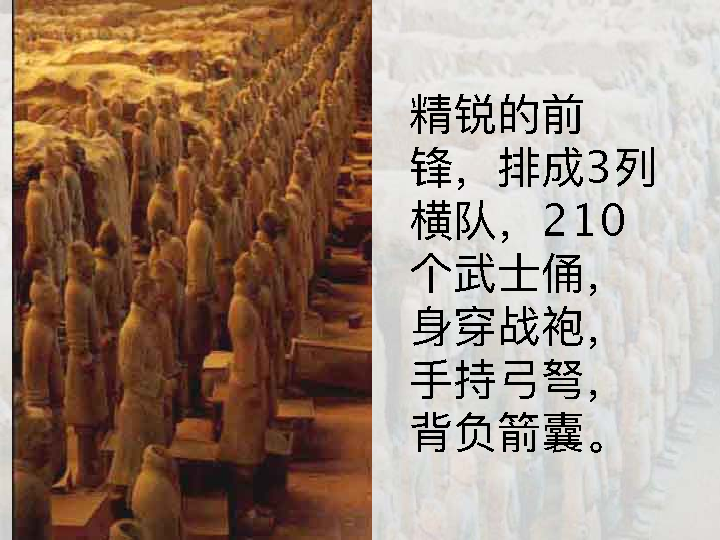 精锐的前
锋，排成3列
横队，210
个武士俑，
身穿战袍，
手持弓弩，
背负箭囊。